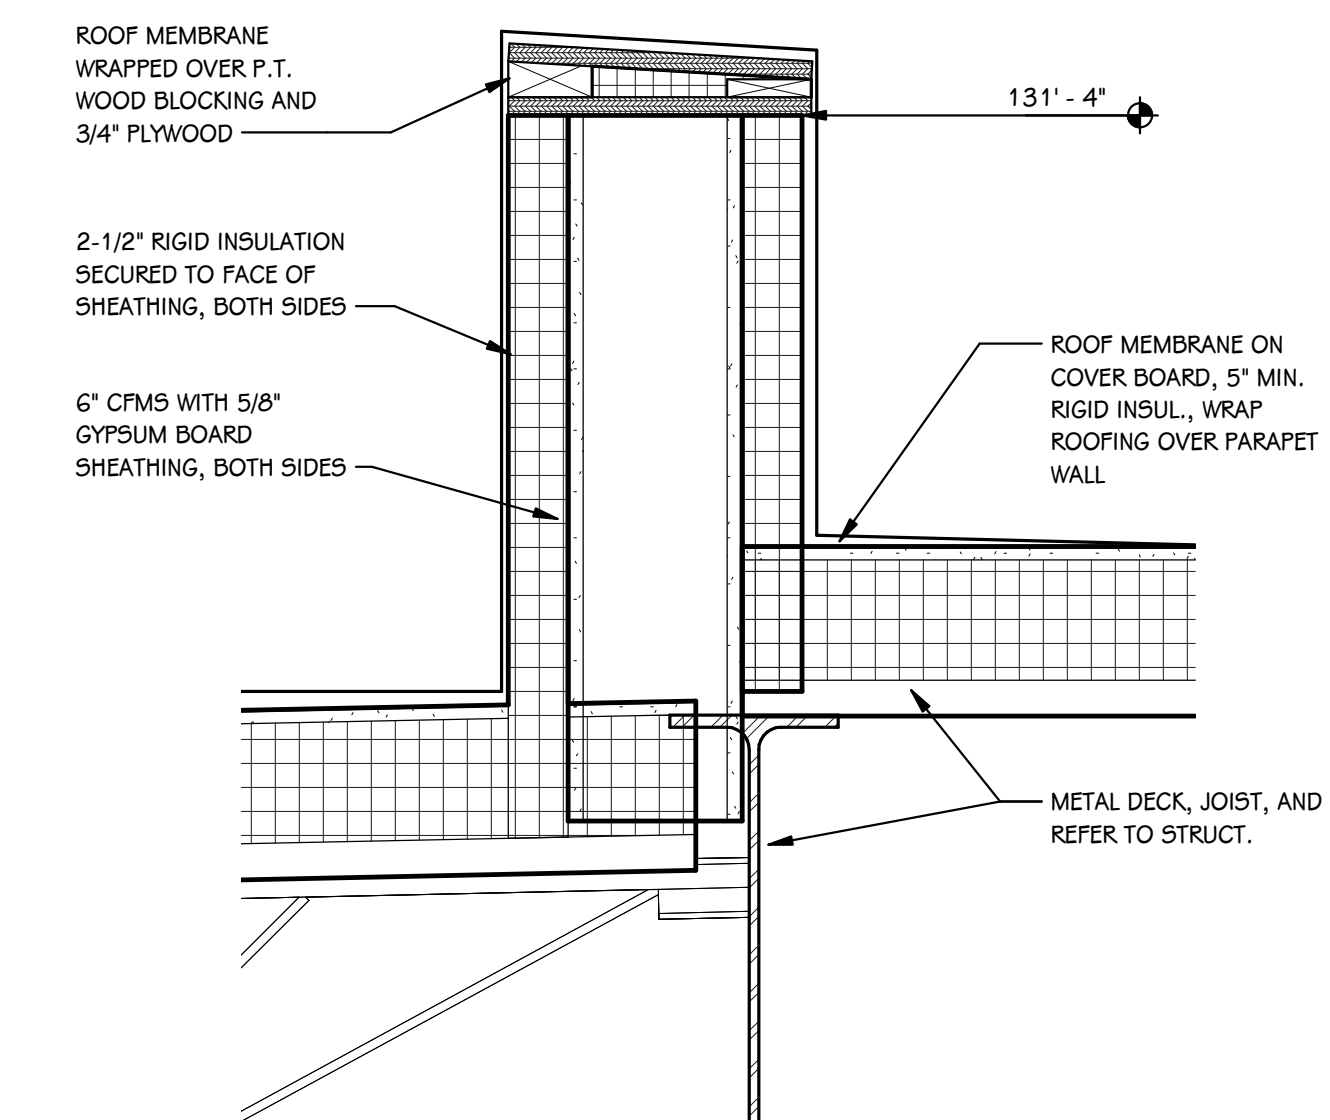 ROOF MEMBRANE
WRAPPED OVER P.T.
WOOD BLOCKING AND
3/4" PLYWOOD
131' - 4"
2-1/2" RIGID INSULATION
SECURED TO FACE OF
SHEATHING, BOTH SIDES
ROOF MEMBRANE ON
COVER BOARD, 5" MIN.
RIGID INSUL., WRAP
ROOFING OVER PARAPET
WALL
6" CFMS WITH 5/8"
GYPSUM BOARD
SHEATHING, BOTH SIDES
METAL DECK, JOIST, AND
REFER TO STRUCT.